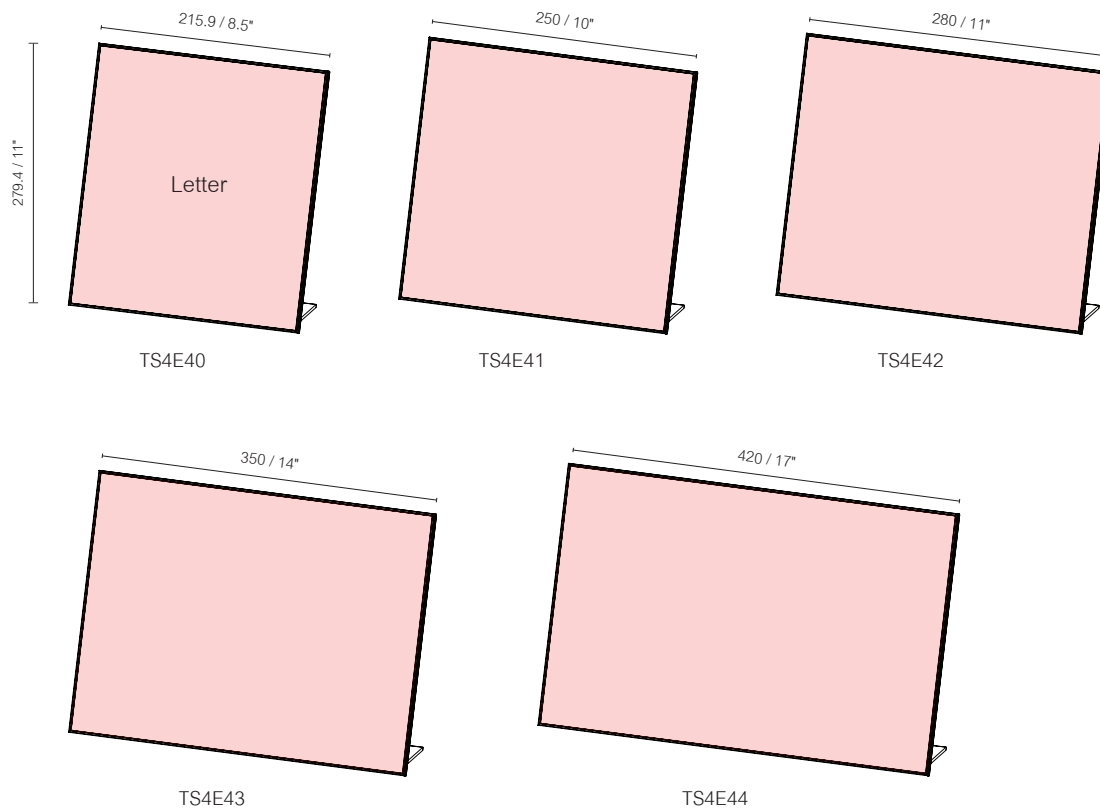 215.9 / 8.5"
250 / 10"
280 / 11"
279.4 / 11"
Letter
TS4E40
TS4E41
TS4E42
350 / 14"
420 / 17"
TS4E43
TS4E44